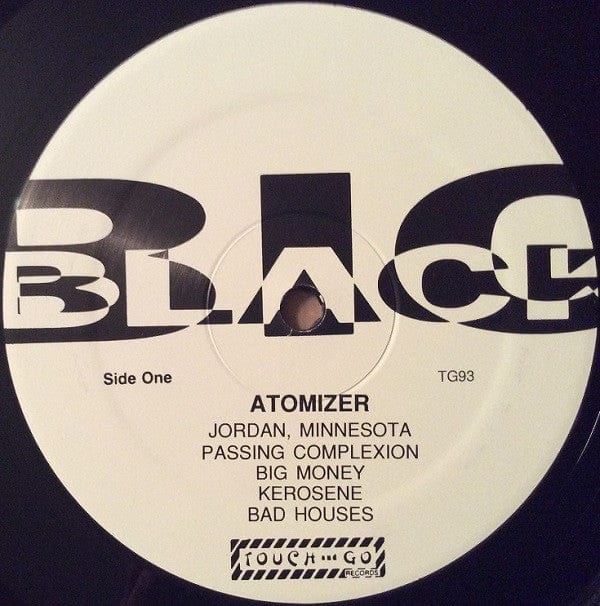 BIG
BLACK
Side One
TG93
ATOMIZER
JORDAN, MINNESOTA
PASSING COMPLEXION
BIG MONEY
KEROSENE
BAD HOUSES
TOUCH AND GO
RECORDS